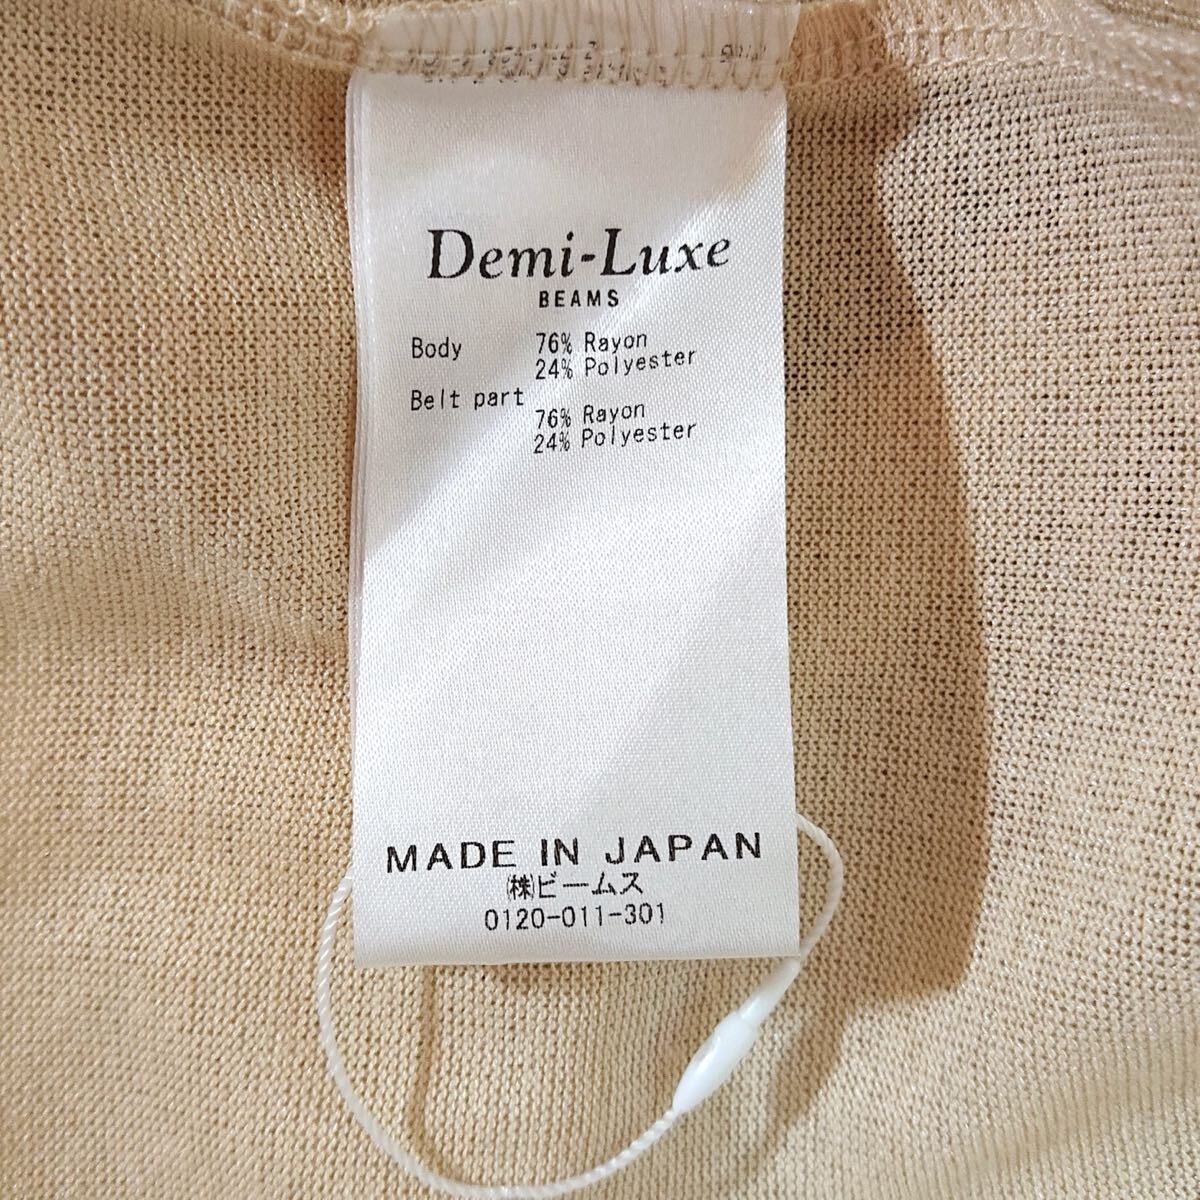 Demi-Luxe
BEAMS
Body 76% Rayon
24% Polyester
Belt part
76% Rayon
24% Polyester
MADE IN JAPAN
㈱ビームス
0120-011-301